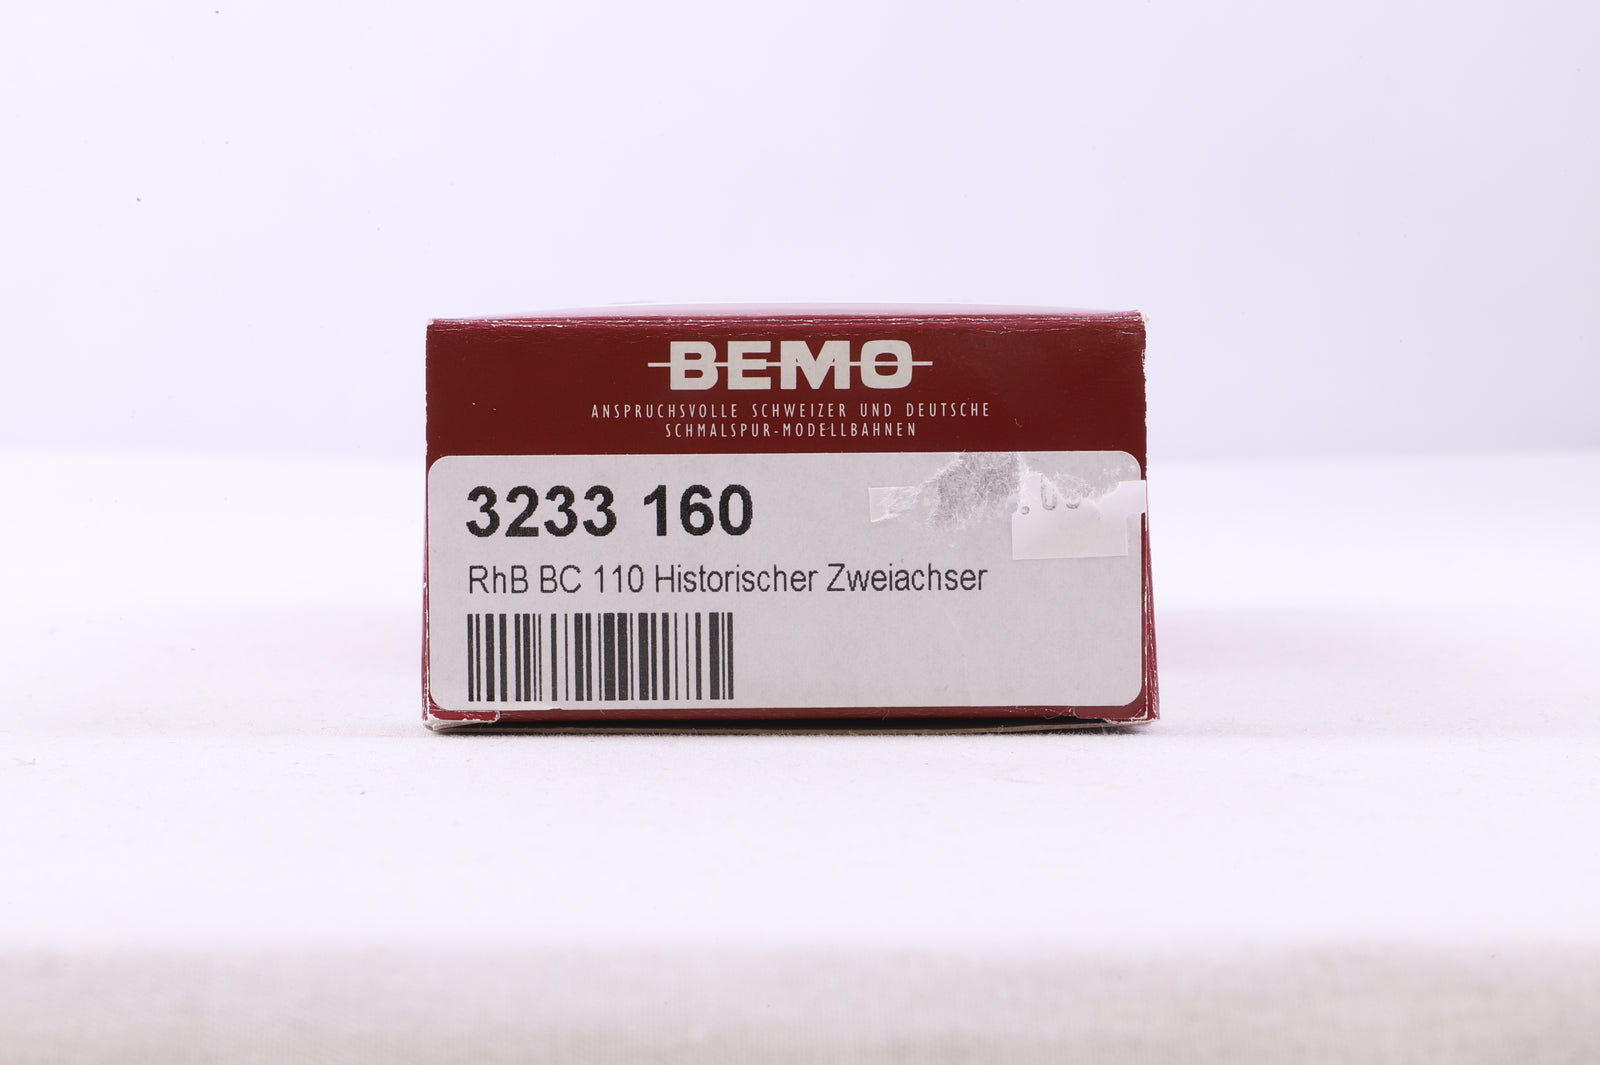 BEMO
ANSPRUCHSVOLLE SCHWEIZER UND DEUTSCHE
SCHMALSPUR-MODELLBAHNEN
3233 160
RhB BC 110 Historischer Zweiachser